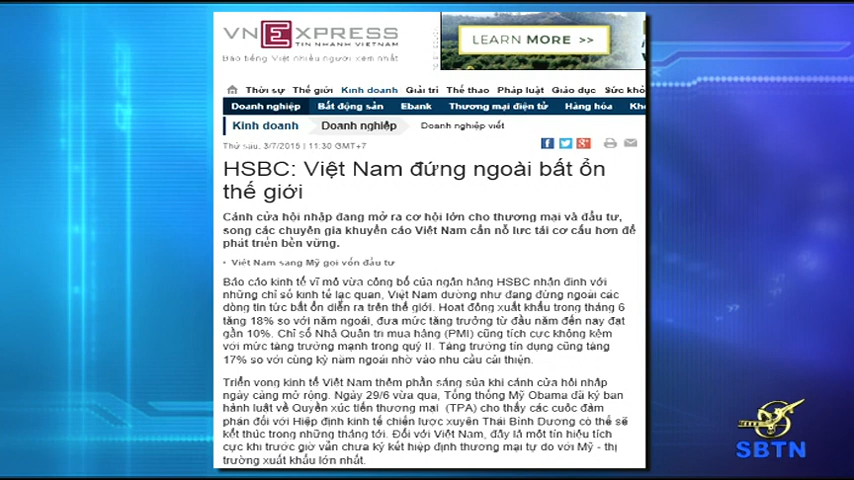 VNEXPRESS
TIN NHANH VIỆT NAM
Báo tiếng Việt nhiều người xem nhất
LEARN MORE >>
Thời sự Thế giới Kinh doanh Giải trí Thể thao Pháp luật Giáo dục Sức khỏ
Doanh nghiệp Bất động sản Ebank Thương mại điện tử Hàng hóa
Kinh doanh Doanh nghiệp Doanh nghiệp viết
Thứ sáu, 3/7/2015 | 11:30 GMT+7
HSBC: Việt Nam đứng ngoài bất ổn
thế giới
Cánh cửa hội nhập đang mở ra cơ hội lớn cho thương mại và đầu tư,
song các chuyên gia khuyến cáo Việt Nam cần nỗ lực tái cơ cấu hơn để
phát triển bền vững.
• Việt Nam sang Mỹ gọi vốn đầu tư
Báo cáo kinh tế vĩ mô vừa công bố của ngân hàng HSBC nhận định với
những chỉ số kinh tế lạc quan, Việt Nam dường như đang đứng ngoài các
dòng tin tức bất ổn diễn ra trên thế giới. Hoạt động xuất khẩu trong tháng 6
tăng 18% so với năm ngoái, đưa mức tăng trưởng từ đầu năm đến nay đạt
gần 10%. Chỉ số Nhà Quản trị mua hàng (PMI) cũng tích cực không kém
với mức tăng trưởng mạnh trong quý II. Tăng trưởng tín dụng cũng tăng
17% so với cùng kỳ năm ngoái nhờ vào nhu cầu cải thiện.
Triển vọng kinh tế Việt Nam thêm phần sáng sủa khi cánh cửa hội nhập
ngày càng mở rộng. Ngày 29/6 vừa qua, Tổng thống Mỹ Obama đã ký ban
hành luật về Quyền xúc tiến thương mại (TPA) cho thấy các cuộc đàm
phán đối với Hiệp định kinh tế chiến lược xuyên Thái Bình Dương có thể sẽ
kết thúc trong những tháng tới. Đối với Việt Nam, đây là một tín hiệu tích
cực khi trước giờ vẫn chưa ký kết hiệp định thương mại tự do với Mỹ - thị
trường xuất khẩu lớn nhất.
SBTN